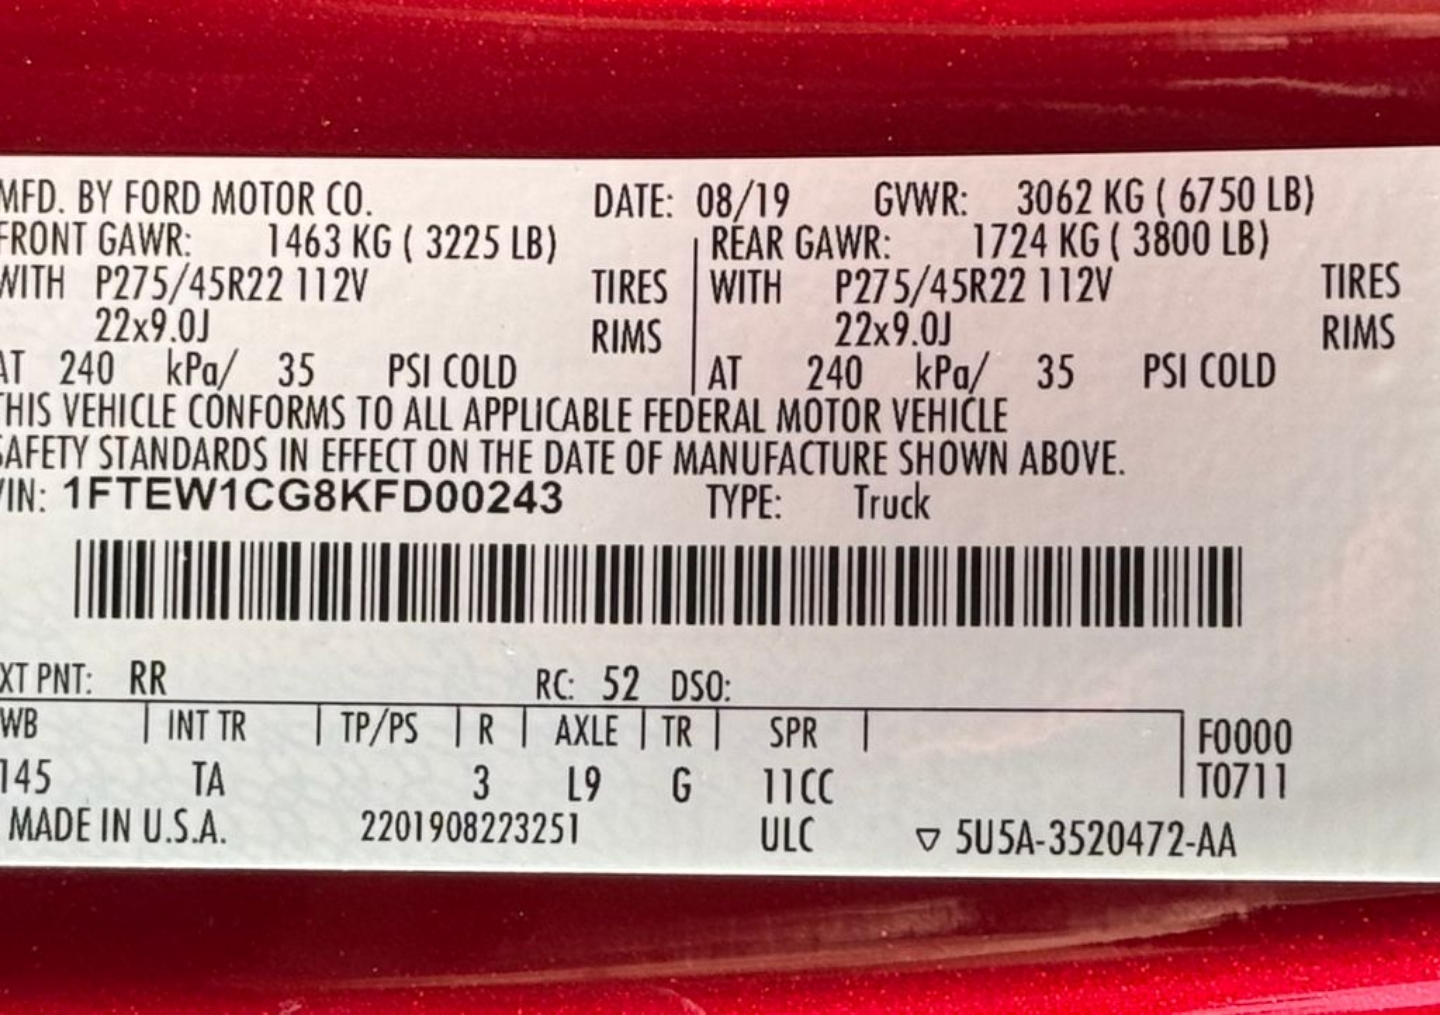 MFD. BY FORD MOTOR CO. DATE: 08/19 GVWR: 3062 KG ( 6750 LB)
FRONT GAWR: 1463 KG ( 3225 LB) REAR GAWR: 1724 KG ( 3800 LB)
WITH P275/45R22 112V TIRES WITH P275/45R22 112V TIRES
22x9.0J RIMS 22x9.0J RIMS
AT 240 kPa/ 35 PSI COLD AT 240 kPa/ 35 PSI COLD
THIS VEHICLE CONFORMS TO ALL APPLICABLE FEDERAL MOTOR VEHICLE
SAFETY STANDARDS IN EFFECT ON THE DATE OF MANUFACTURE SHOWN ABOVE.
VIN: 1FTEW1CG8KFD00243 TYPE: Truck
XT PNT: RR RC: 52 DSO:
WB INT TR TP/PS R AXLE TR SPR F0000
145 TA 3 L9 G 11CC T0711
MADE IN U.S.A. 2201908223251 ULC ▽ 5U5A-3520472-AA